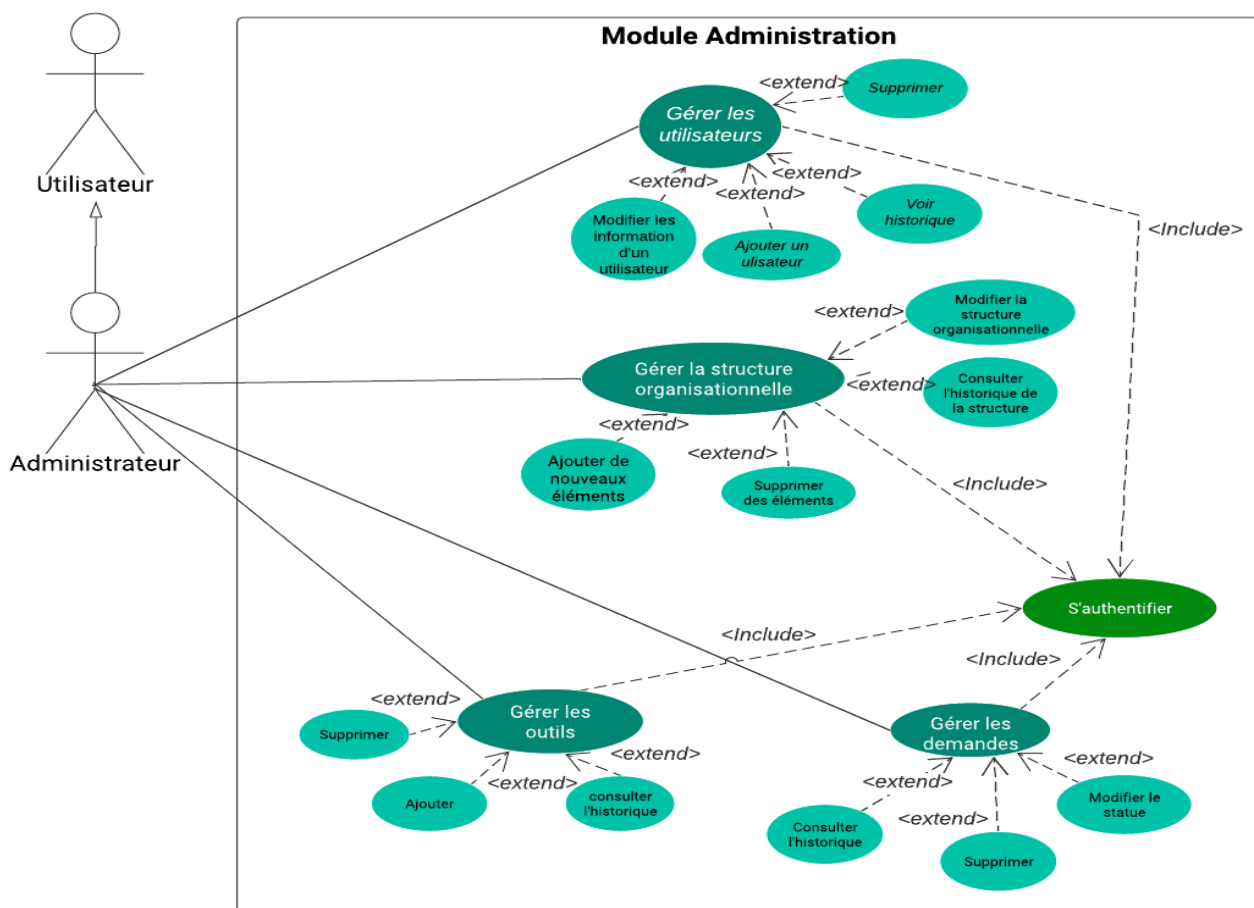 Module Administration
<extend>
Supprimer
Gérer les
utilisateurs
Utilisateur
<extend>
<extend>
<extend>
Modifier les
information
d'un
utilisateur
Ajouter un
ulisateur
Voir
historique
<Include>
Modifier la
structure
organisationnelle
<extend>
Gérer la structure
organisationnelle
<extend>
Consulter
l'historique de
la structure
<extend>
<extend>
Administrateur
Ajouter de
nouveaux
éléments
Supprimer
des éléments
<Include>
S'authentifier
<Include>
<Include>
<extend>
Gérer les
outils
Supprimer
Gérer les
demandes
<extend>
<extend>
<extend>
<extend>
Ajouter
consulter
l'historique
Modifier le
statue
<extend>
Consulter
l'historique
Supprimer